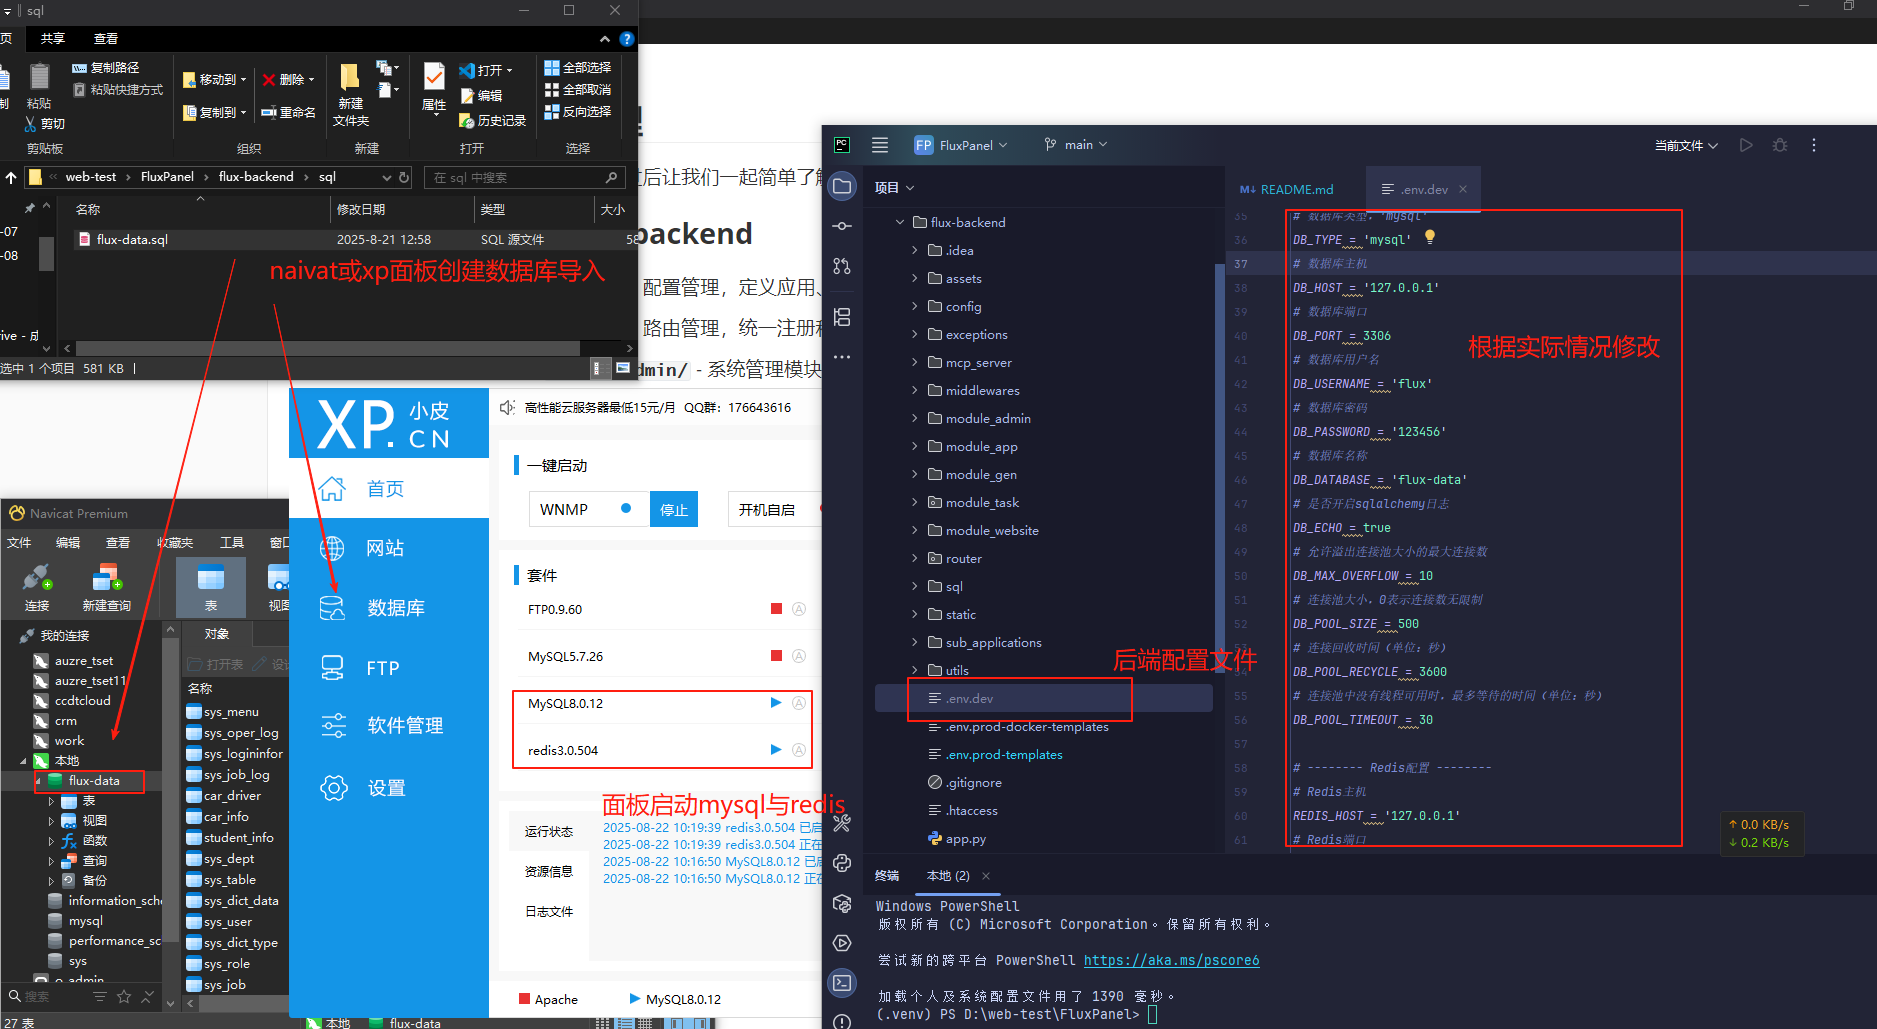 sql
页 共享 查看
复制路径
粘贴快捷方式
粘贴
剪切
剪贴板
移动到
复制到
删除
重命名
组织
新建
文件夹
新建
属性
打开
编辑
历史记录
打开
全部选择
全部取消
反向选择
选择
web-test › FluxPanel › flux-backend › sql
在 sql 中搜索
名称 修改日期 类型 大小
flux-data.sql 2025-8-21 12:58 SQL 源文件 58
-07
-08
naivat或xp面板创建数据库导入
选中 1 个项目 581 KB
backend
配置管理，定义应用、
路由管理，统一注册
dmin/ - 系统管理模块
XP.CN 小皮
高性能云服务器最低15元/月 QQ群：176643616
首页
网站
数据库
FTP
软件管理
设置
一键启动
WNMP 停止 开机自启
套件
FTP0.9.60
MySQL5.7.26
MySQL8.0.12
redis3.0.504
面板启动mysql与redis
运行状态
资源信息
日志文件
2025-08-22 10:19:39 redis3.0.504 已启
2025-08-22 10:19:39 redis3.0.504 正在
2025-08-22 10:16:50 MySQL8.0.12 已启
2025-08-22 10:16:50 MySQL8.0.12 正在
Apache MySQL8.0.12
Navicat Premium
文件 编辑 查看 收藏夹 工具 窗口
连接 新建查询 表 视图
我的连接
auzre_tset
auzre_tset11
ccdtcloud
crm
work
本地
flux-data
表
视图
函数
查询
备份
information_sche
mysql
performance_sc
sys
搜索
27 表
对象
打开表 设计
名称
sys_menu
sys_oper_log
sys_logininfor
sys_job_log
car_driver
car_info
student_info
sys_dept
sys_table
sys_dict_data
sys_user
sys_dict_type
sys_role
sys_job
本地 flux-data
PC FP FluxPanel main 当前文件
项目
flux-backend
.idea
assets
config
exceptions
mcp_server
middlewares
module_admin
module_app
module_gen
module_task
module_website
router
sql
static
sub_applications
utils
后端配置文件
.env.dev
.env.prod-docker-templates
.env.prod-templates
.gitignore
.htaccess
app.py
README.md .env.dev
35 # 数据库类型，'mysql'
36 DB_TYPE = 'mysql'
37 # 数据库主机
38 DB_HOST = '127.0.0.1'
39 # 数据库端口
40 DB_PORT = 3306
41 # 数据库用户名
42 DB_USERNAME = 'flux'
43 # 数据库密码
44 DB_PASSWORD = '123456'
45 # 数据库名称
46 DB_DATABASE = 'flux-data'
47 # 是否开启sqlalchemy日志
48 DB_ECHO = true
49 # 允许溢出连接池大小的最大连接数
50 DB_MAX_OVERFLOW = 10
51 # 连接池大小，0表示连接数无限制
52 DB_POOL_SIZE = 500
53 # 连接回收时间（单位：秒）
54 DB_POOL_RECYCLE = 3600
55 # 连接池中没有线程可用时，最多等待的时间（单位：秒）
56 DB_POOL_TIMEOUT = 30
57
58 # -------- Redis配置 --------
59 # Redis主机
60 REDIS_HOST = '127.0.0.1'
61 # Redis端口
根据实际情况修改
↑ 0.0 KB/s
↓ 0.2 KB/s
终端 本地 (2)
Windows PowerShell
版权所有 (C) Microsoft Corporation。保留所有权利。
尝试新的跨平台 PowerShell https://aka.ms/pscore6
加载个人及系统配置文件用了 1390 毫秒。
(.venv) PS D:\web-test\FluxPanel>